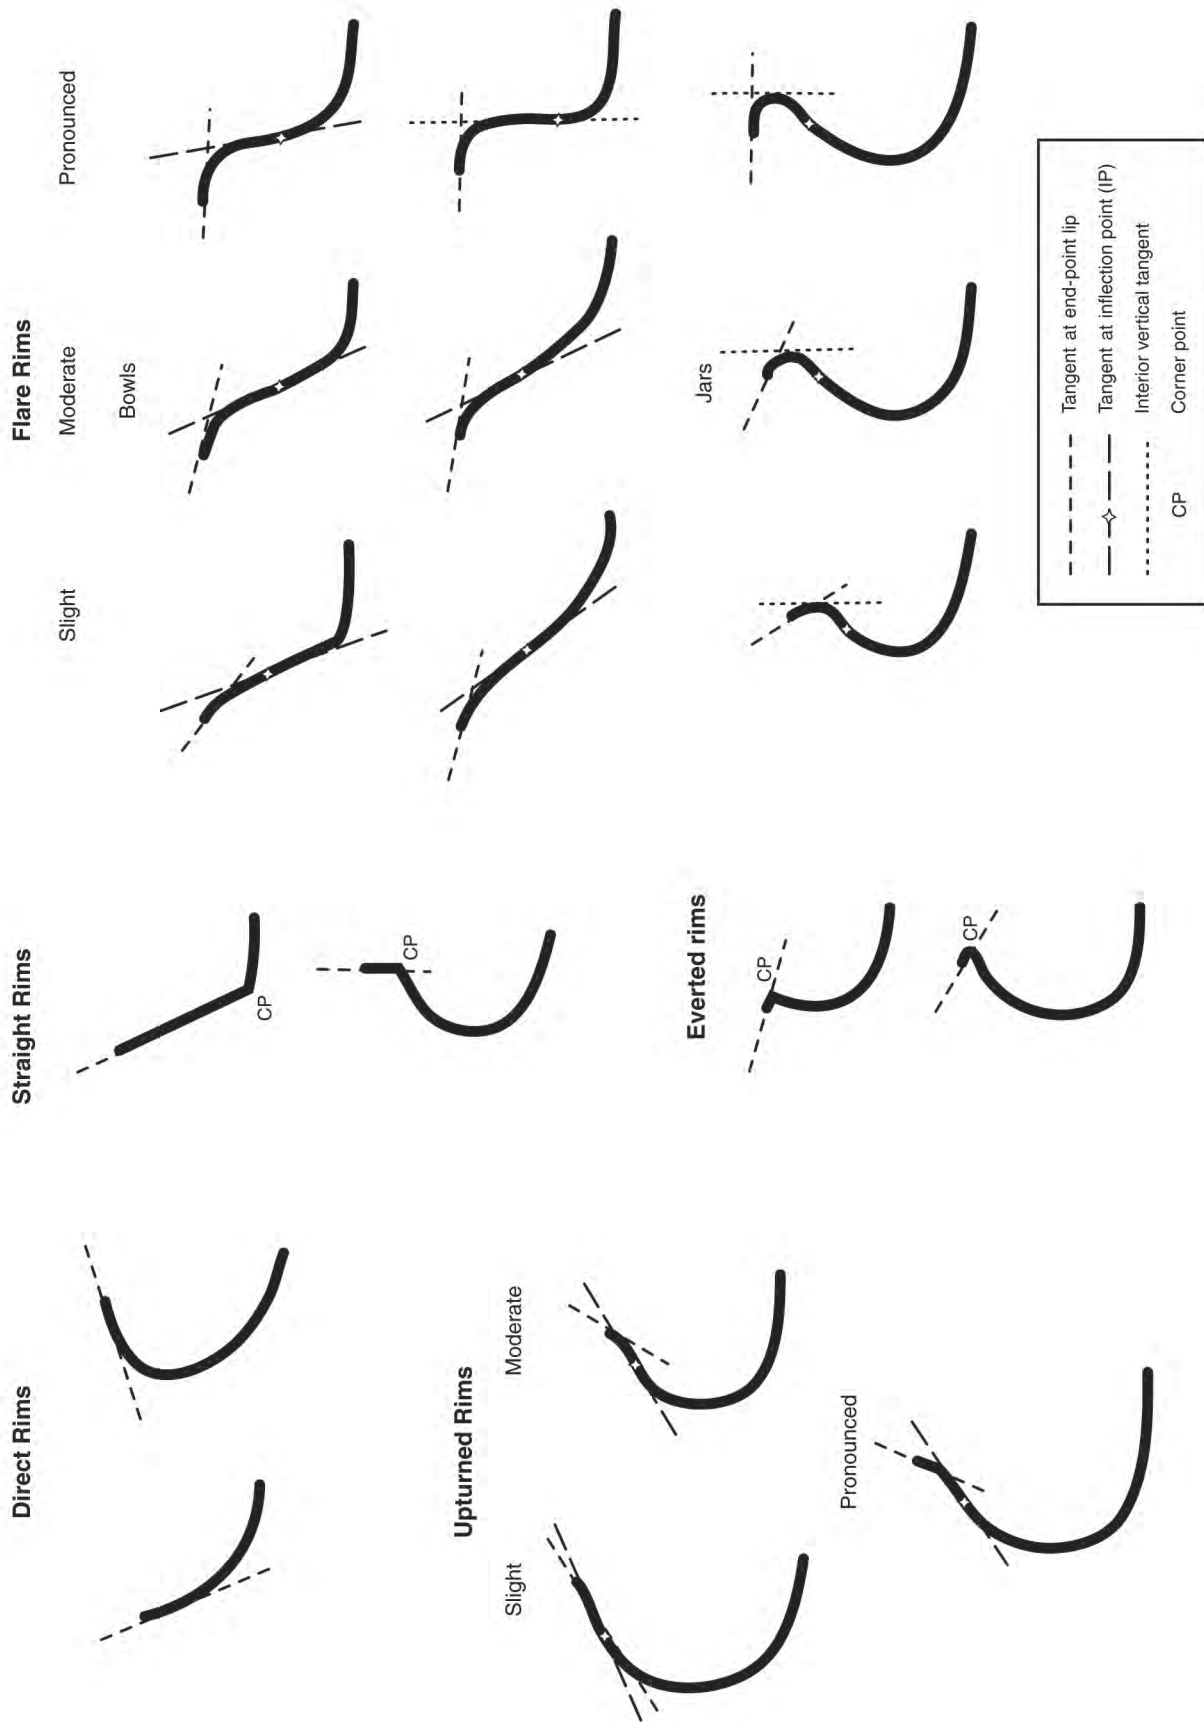 Direct Rims
Straight Rims
CP
CP
Upturned Rims
Slight
Moderate
Pronounced
Everted rims
CP
CP
Flare Rims
Slight
Moderate
Pronounced
Bowls
Jars
Tangent at end-point lip
Tangent at inflection point (IP)
Interior vertical tangent
CP Corner point